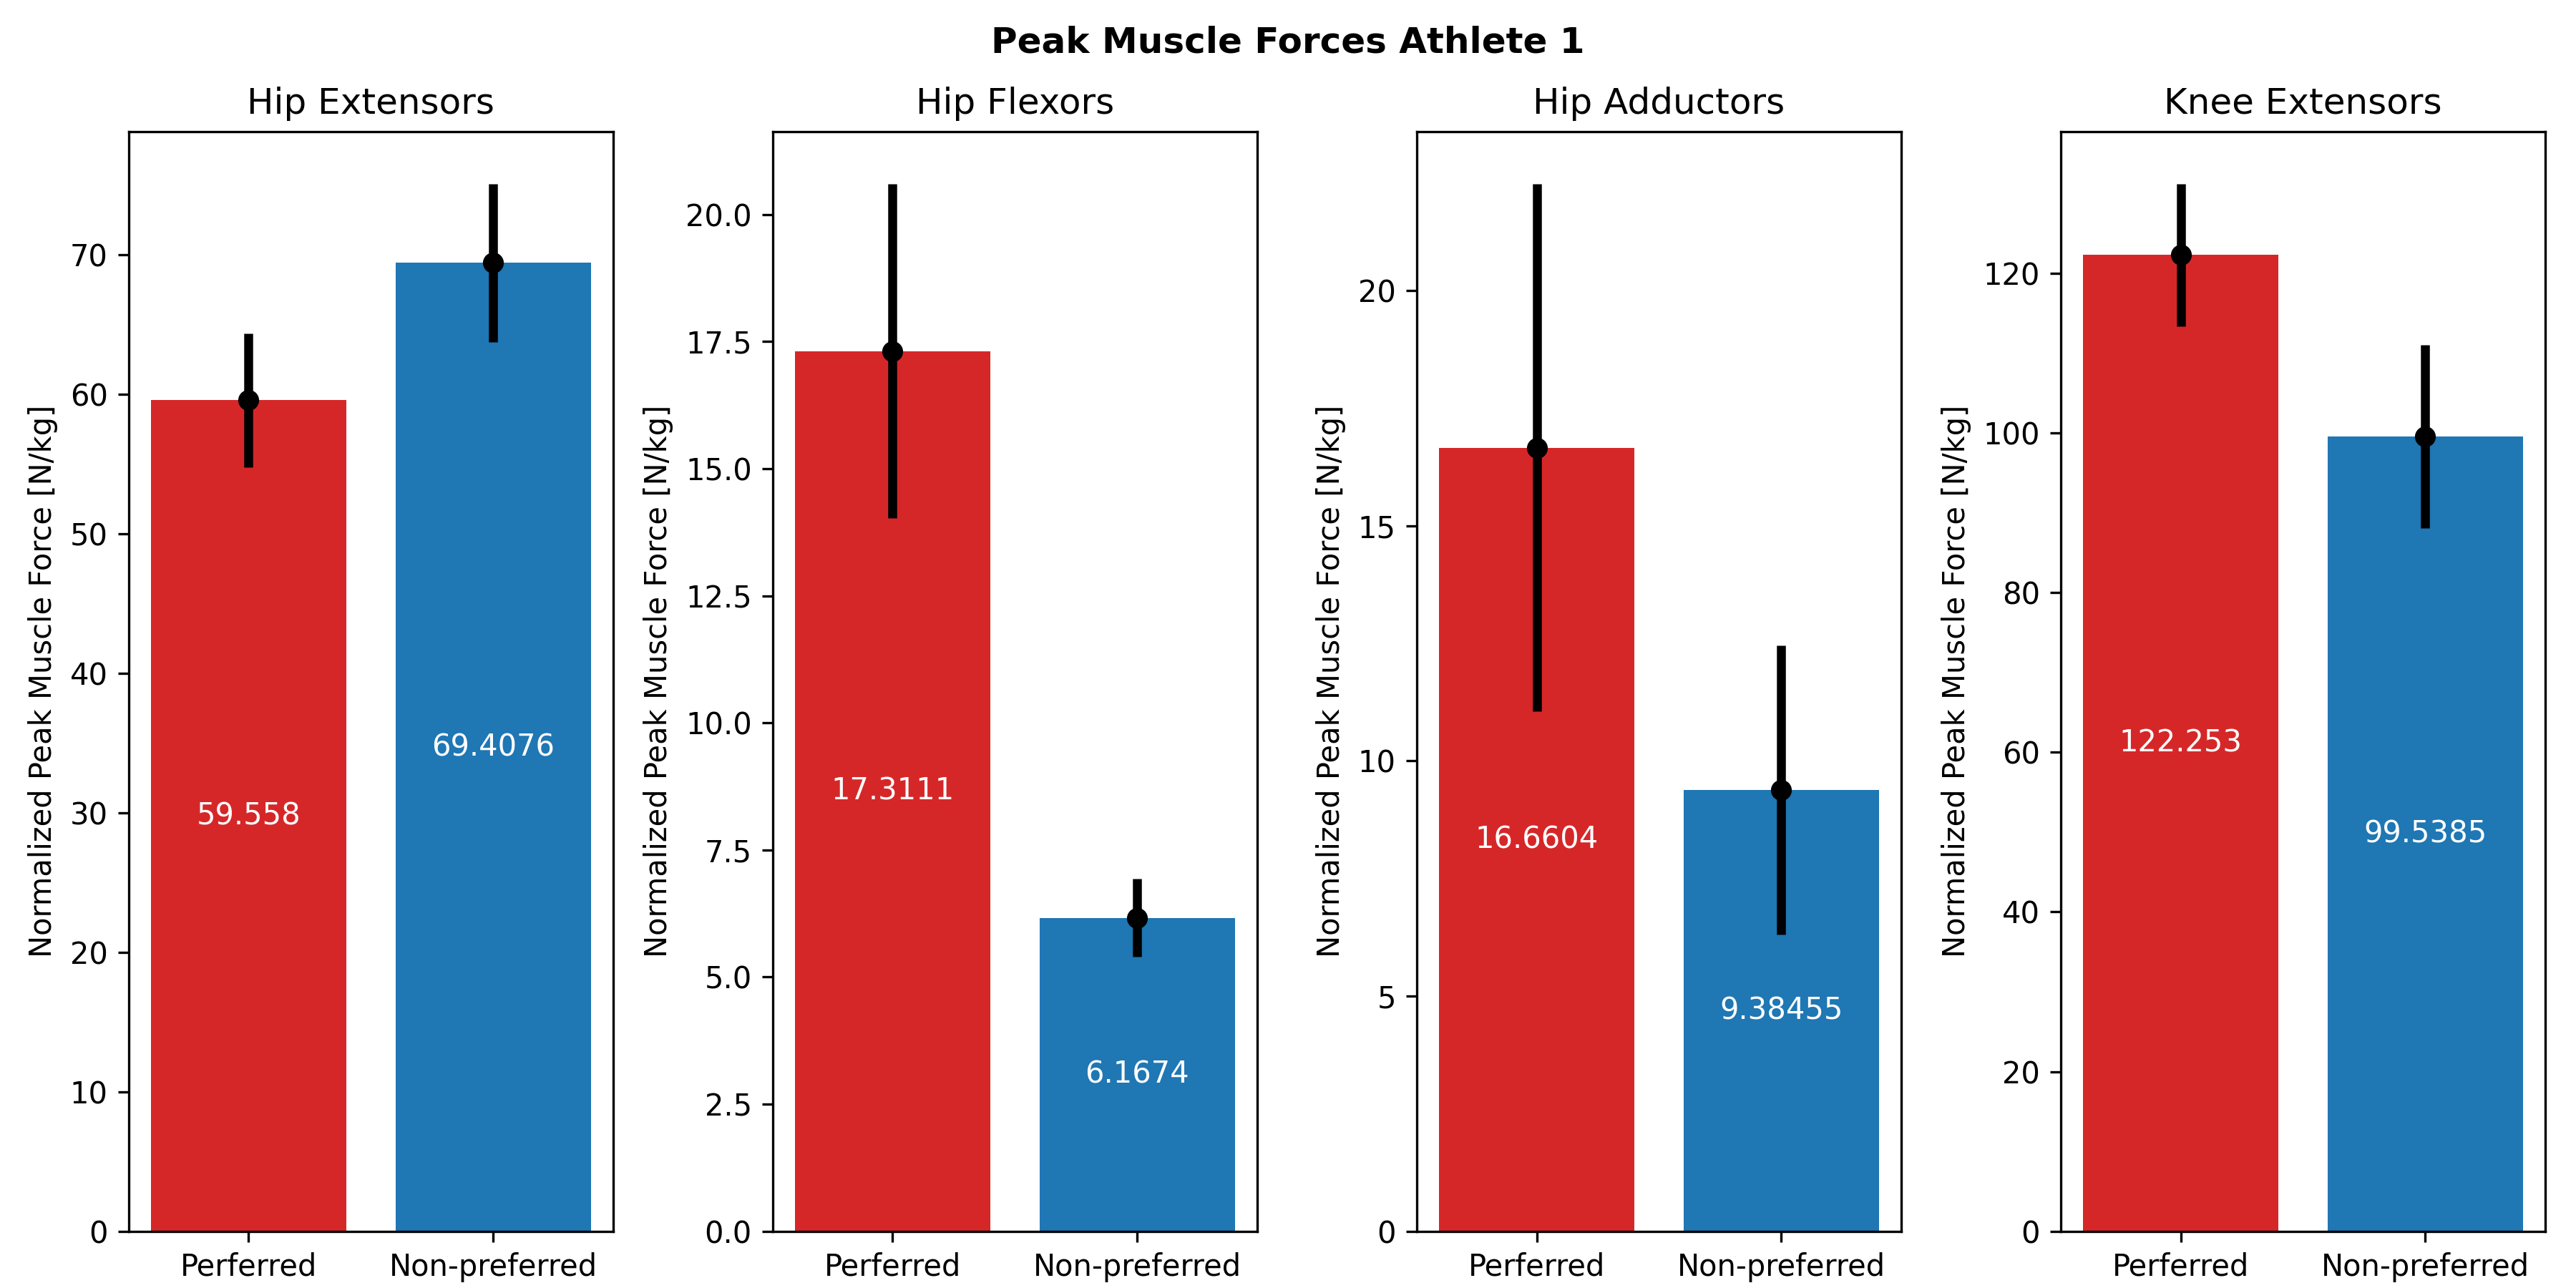 Peak Muscle Forces Athlete 1
Hip Extensors
Normalized Peak Muscle Force [N/kg]
70
60
50
40
30
20
10
0
59.558
69.4076
Perferred
Non-preferred
Hip Flexors
Normalized Peak Muscle Force [N/kg]
20.0
17.5
15.0
12.5
10.0
7.5
5.0
2.5
0.0
17.3111
6.1674
Perferred
Non-preferred
Hip Adductors
Normalized Peak Muscle Force [N/kg]
20
15
10
5
0
16.6604
9.38455
Perferred
Non-preferred
Knee Extensors
Normalized Peak Muscle Force [N/kg]
120
100
80
60
40
20
0
122.253
99.5385
Perferred
Non-preferred